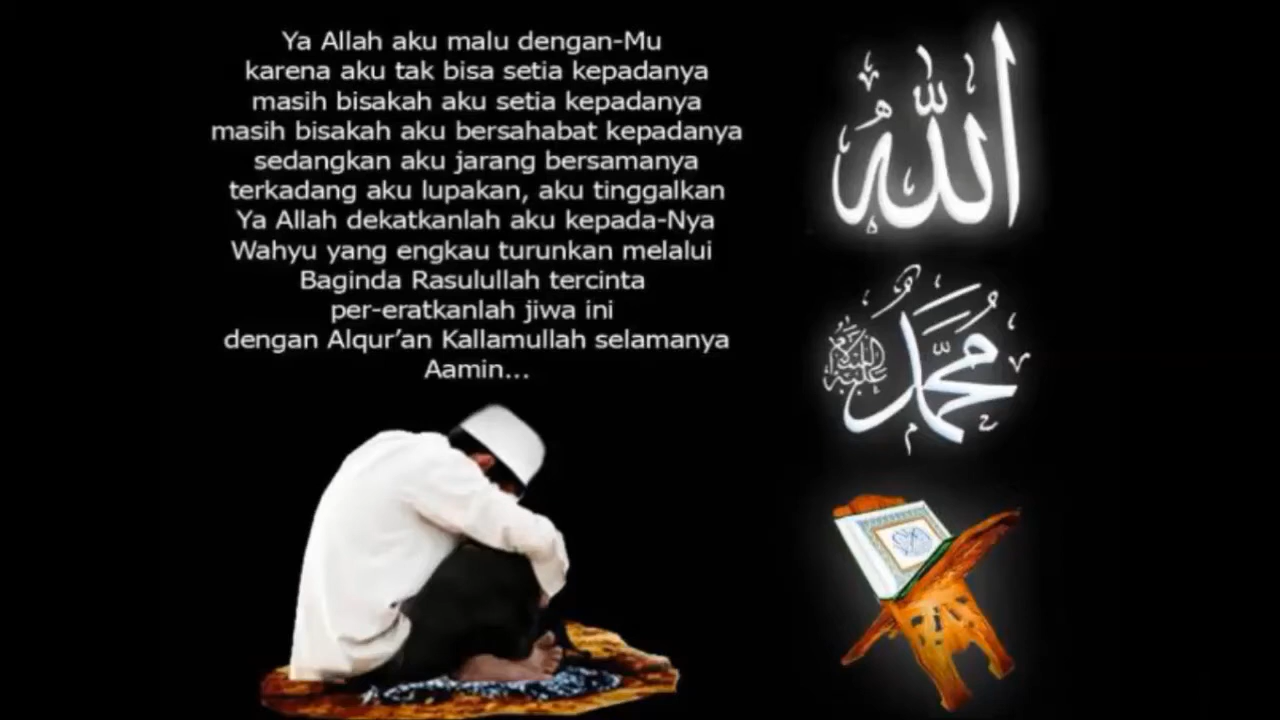 Ya Allah aku malu dengan-Mu
karena aku tak bisa setia kepadanya
masih bisakah aku setia kepadanya
masih bisakah aku bersahabat kepadanya
sedangkan aku jarang bersamanya
terkadang aku lupakan, aku tinggalkan
Ya Allah dekatkanlah aku kepada-Nya
Wahyu yang engkau turunkan melalui
Baginda Rasulullah tercinta
per-eratkanlah jiwa ini
dengan Alqur’an Kallamullah selamanya
Aamin...
الله
محمد
عليه السلام